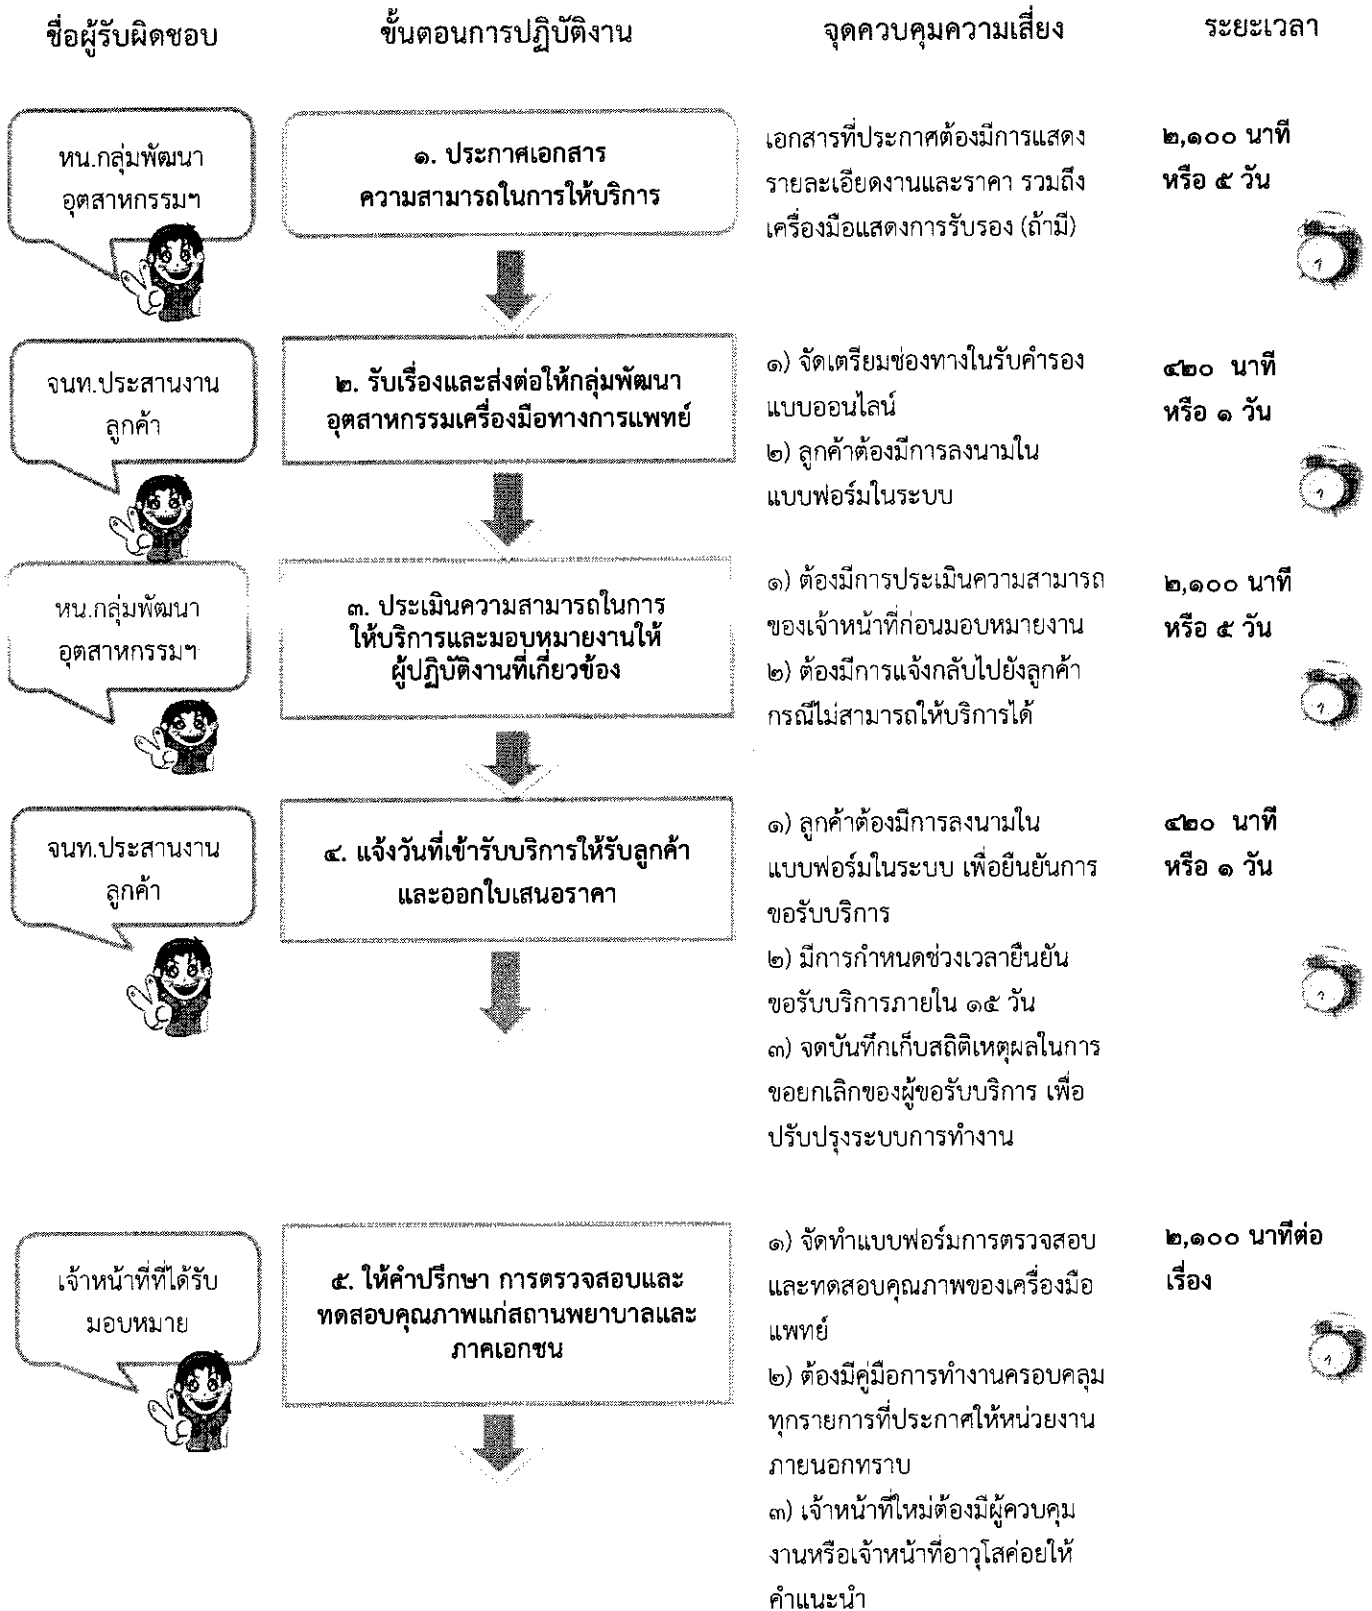 ชื่อผู้รับผิดชอบ
ขั้นตอนการปฏิบัติงาน
จุดควบคุมความเสี่ยง
ระยะเวลา
หน.กลุ่มพัฒนา
อุตสาหกรรมฯ
๑. ประกาศเอกสาร
ความสามารถในการให้บริการ
เอกสารที่ประกาศต้องมีการแสดง
รายละเอียดงานและราคา รวมถึง
เครื่องมือแสดงการรับรอง (ถ้ามี)
๒,๑๐๐ นาที
หรือ ๕ วัน
จนท.ประสานงาน
ลูกค้า
๒. รับเรื่องและส่งต่อให้กลุ่มพัฒนา
อุตสาหกรรมเครื่องมือทางการแพทย์
๑) จัดเตรียมช่องทางในรับคำรอง
แบบออนไลน์
๒) ลูกค้าต้องมีการลงนามใน
แบบฟอร์มในระบบ
๔๒๐ นาที
หรือ ๑ วัน
หน.กลุ่มพัฒนา
อุตสาหกรรมฯ
๓. ประเมินความสามารถในการ
ให้บริการและมอบหมายงานให้
ผู้ปฏิบัติงานที่เกี่ยวข้อง
๑) ต้องมีการประเมินความสามารถ
ของเจ้าหน้าที่ก่อนมอบหมายงาน
๒) ต้องมีการแจ้งกลับไปยังลูกค้า
กรณีไม่สามารถให้บริการได้
๒,๑๐๐ นาที
หรือ ๕ วัน
จนท.ประสานงาน
ลูกค้า
๔. แจ้งวันที่เข้ารับบริการให้รับลูกค้า
และออกใบเสนอราคา
๑) ลูกค้าต้องมีการลงนามใน
แบบฟอร์มในระบบ เพื่อยืนยันการ
ขอรับบริการ
๒) มีการกำหนดช่วงเวลายืนยัน
ขอรับบริการภายใน ๑๕ วัน
๓) จดบันทึกเก็บสถิติเหตุผลในการ
ขอยกเลิกของผู้ขอรับบริการ เพื่อ
ปรับปรุงระบบการทำงาน
๔๒๐ นาที
หรือ ๑ วัน
เจ้าหน้าที่ที่ได้รับ
มอบหมาย
๕. ให้คำปรึกษา การตรวจสอบและ
ทดสอบคุณภาพแก่สถานพยาบาลและ
ภาคเอกชน
๑) จัดทำแบบฟอร์มการตรวจสอบ
และทดสอบคุณภาพของเครื่องมือ
แพทย์
๒) ต้องมีคู่มือการทำงานครอบคลุม
ทุกรายการที่ประกาศให้หน่วยงาน
ภายนอกทราบ
๓) เจ้าหน้าที่ใหม่ต้องมีผู้ควบคุม
งานหรือเจ้าหน้าที่อาวุโสค่อยให้
คำแนะนำ
๒,๑๐๐ นาทีต่อ
เรื่อง